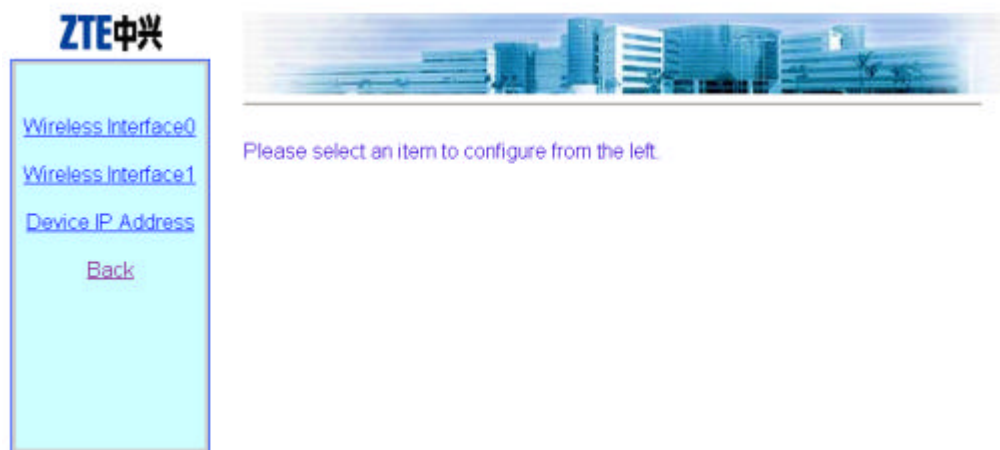 ZTE中兴
Wireless Interface0
Wireless Interface1
Device IP Address
Back
Please select an item to configure from the left.